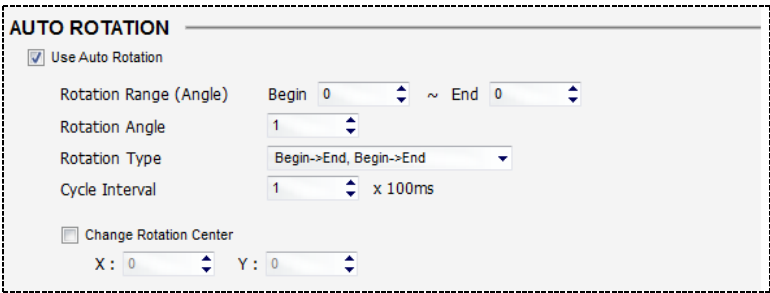 AUTO ROTATION
Use Auto Rotation
Rotation Range (Angle) Begin 0 ~ End 0
Rotation Angle 1
Rotation Type Begin->End, Begin->End
Cycle Interval 1 x 100ms
Change Rotation Center
X : 0 Y : 0